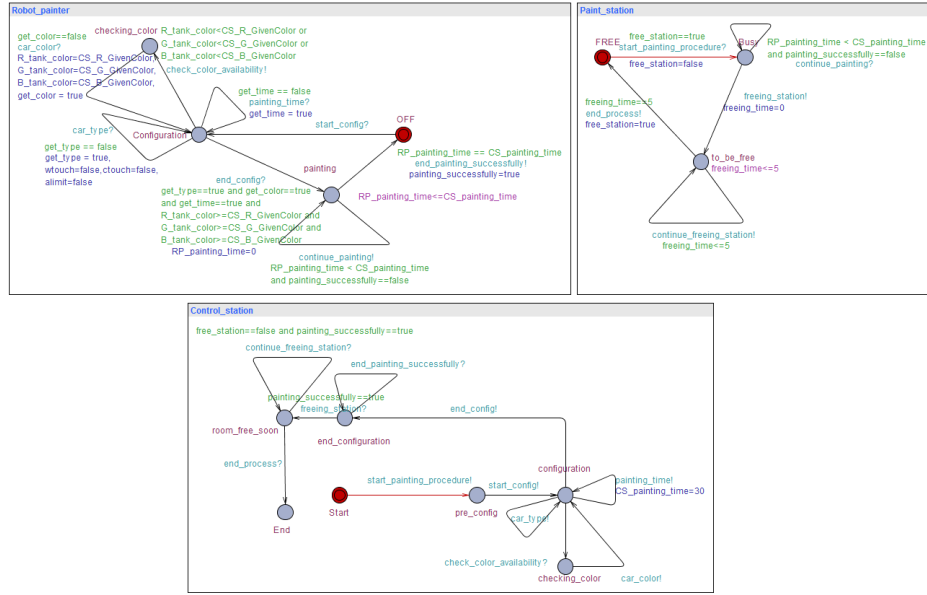 Robot_painter
checking_color
get_color==false
car_color?
R_tank_color=CS_R_GivenColor,
G_tank_color=CS_G_GivenColor,
B_tank_color=CS_B_GivenColor,
get_color = true
R_tank_color<CS_R_GivenColor or
G_tank_color<CS_G_GivenColor or
B_tank_color<CS_B_GivenColor
check_color_availability!
get_time == false
painting_time?
get_time = true
start_config?
OFF
car_type?
Configuration
get_type == false
get_type = true,
wtouch=false,ctouch=false,
alimit=false
end_config?
get_type==true and get_color==true
and get_time==true and
R_tank_color>=CS_R_GivenColor and
G_tank_color>=CS_G_GivenColor and
B_tank_color>=CS_B_GivenColor
RP_painting_time=0
painting
RP_painting_time == CS_painting_time
end_painting_successfully!
painting_successfully=true
RP_painting_time<=CS_painting_time
continue_painting!
RP_painting_time < CS_painting_time
and painting_successfully==false
Paint_station
FREE
free_station==true
start_painting_procedure?
free_station=false
Busy
RP_painting_time < CS_painting_time
and painting_successfully==false
continue_painting?
freeing_station!
freeing_time=0
freeing_time==5
end_process!
free_station=true
to_be_free
freeing_time<=5
continue_freeing_station!
freeing_time<=5
Control_station
free_station==false and painting_successfully==true
continue_freeing_station?
end_painting_successfully?
painting_successfully==true
freeing_station?
end_config!
room_free_soon
end_configuration
end_process?
End
start_painting_procedure!
Start
pre_config
start_config!
configuration
painting_time!
CS_painting_time=30
car_type!
check_color_availability?
checking_color
car_color!